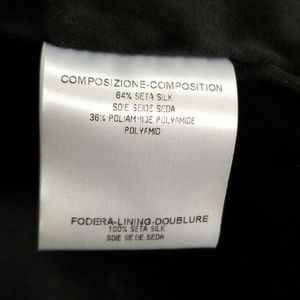 COMPOSIZIONE-COMPOSITION
64% SETA SILK
SOIE SEIDE SEDA
36% POLIAMMIDE POLYAMIDE
POLYAMID
FODERA-LINING-DOUBLURE
100% SETA SILK
SOIE SEIDE SEDA